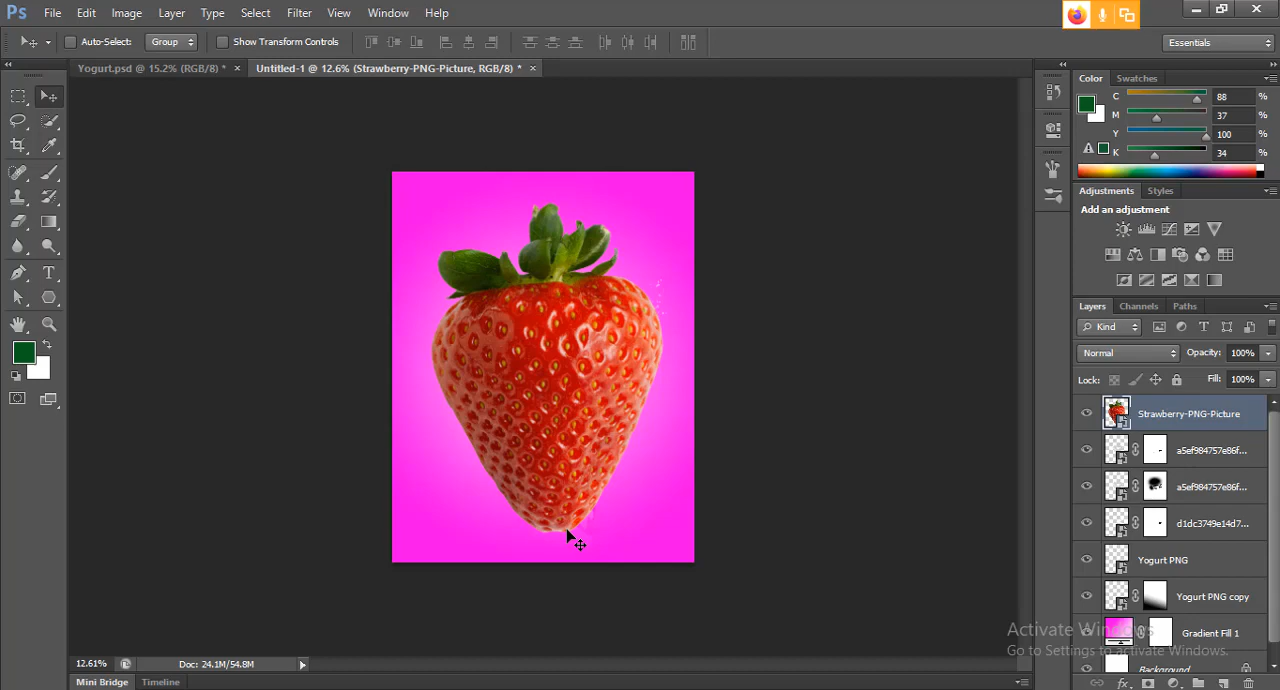 Ps File Edit Image Layer Type Select Filter View Window Help
Auto-Select: Group Show Transform Controls Essentials
Yogurt.psd @ 15.2% (RGB/8) * × Untitled-1 @ 12.6% (Strawberry-PNG-Picture, RGB/8) * ×
Color Swatches
C 88 %
M 37 %
Y 100 %
K 34 %
Adjustments Styles
Add an adjustment
Layers Channels Paths
Kind
Normal Opacity: 100%
Lock: Fill: 100%
Strawberry-PNG-Picture
a5ef984757e86f...
a5ef984757e86f...
d1dc3749e14d7...
Yogurt PNG
Yogurt PNG copy
Gradient Fill 1
Background
Activate Windows
Go to Settings to activate Windows.
12.61% Doc: 24.1M/54.8M
Mini Bridge Timeline